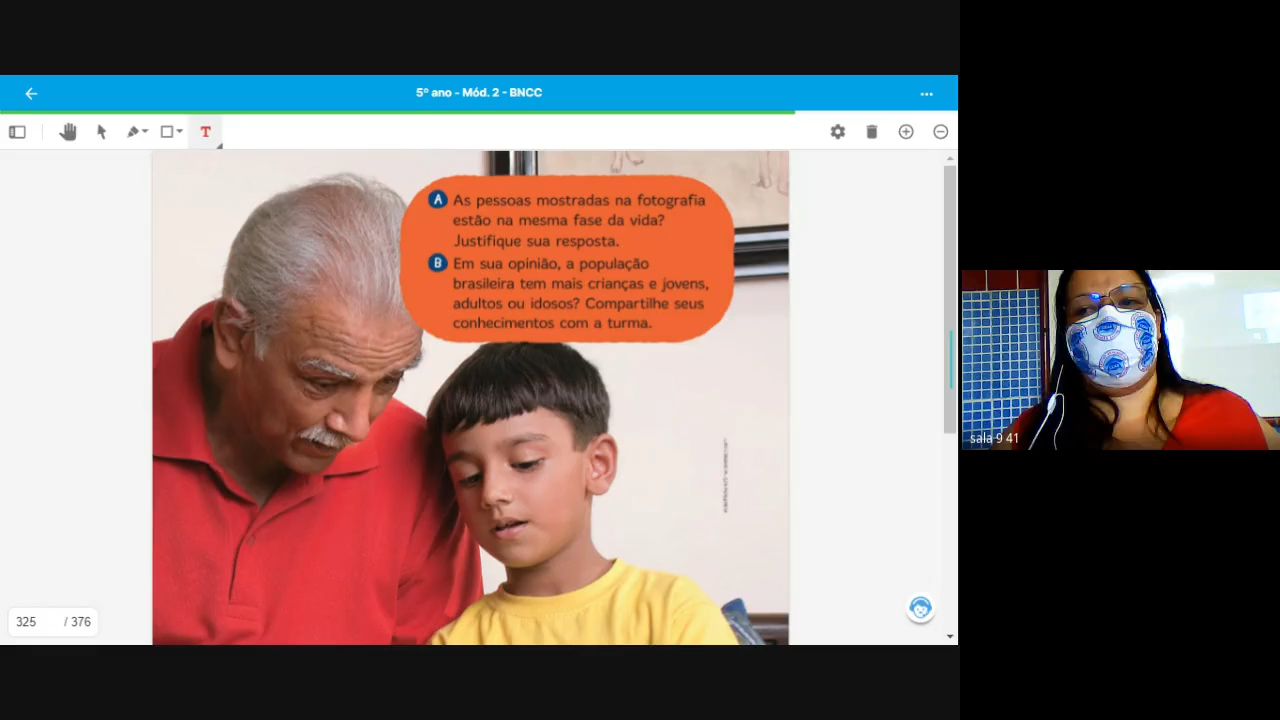 5º ano - Mód. 2 - BNCC
T
A As pessoas mostradas na fotografia
estão na mesma fase da vida?
Justifique sua resposta.
B Em sua opinião, a população
brasileira tem mais crianças e jovens,
adultos ou idosos? Compartilhe seus
conhecimentos com a turma.
325 / 376
sala 9 41